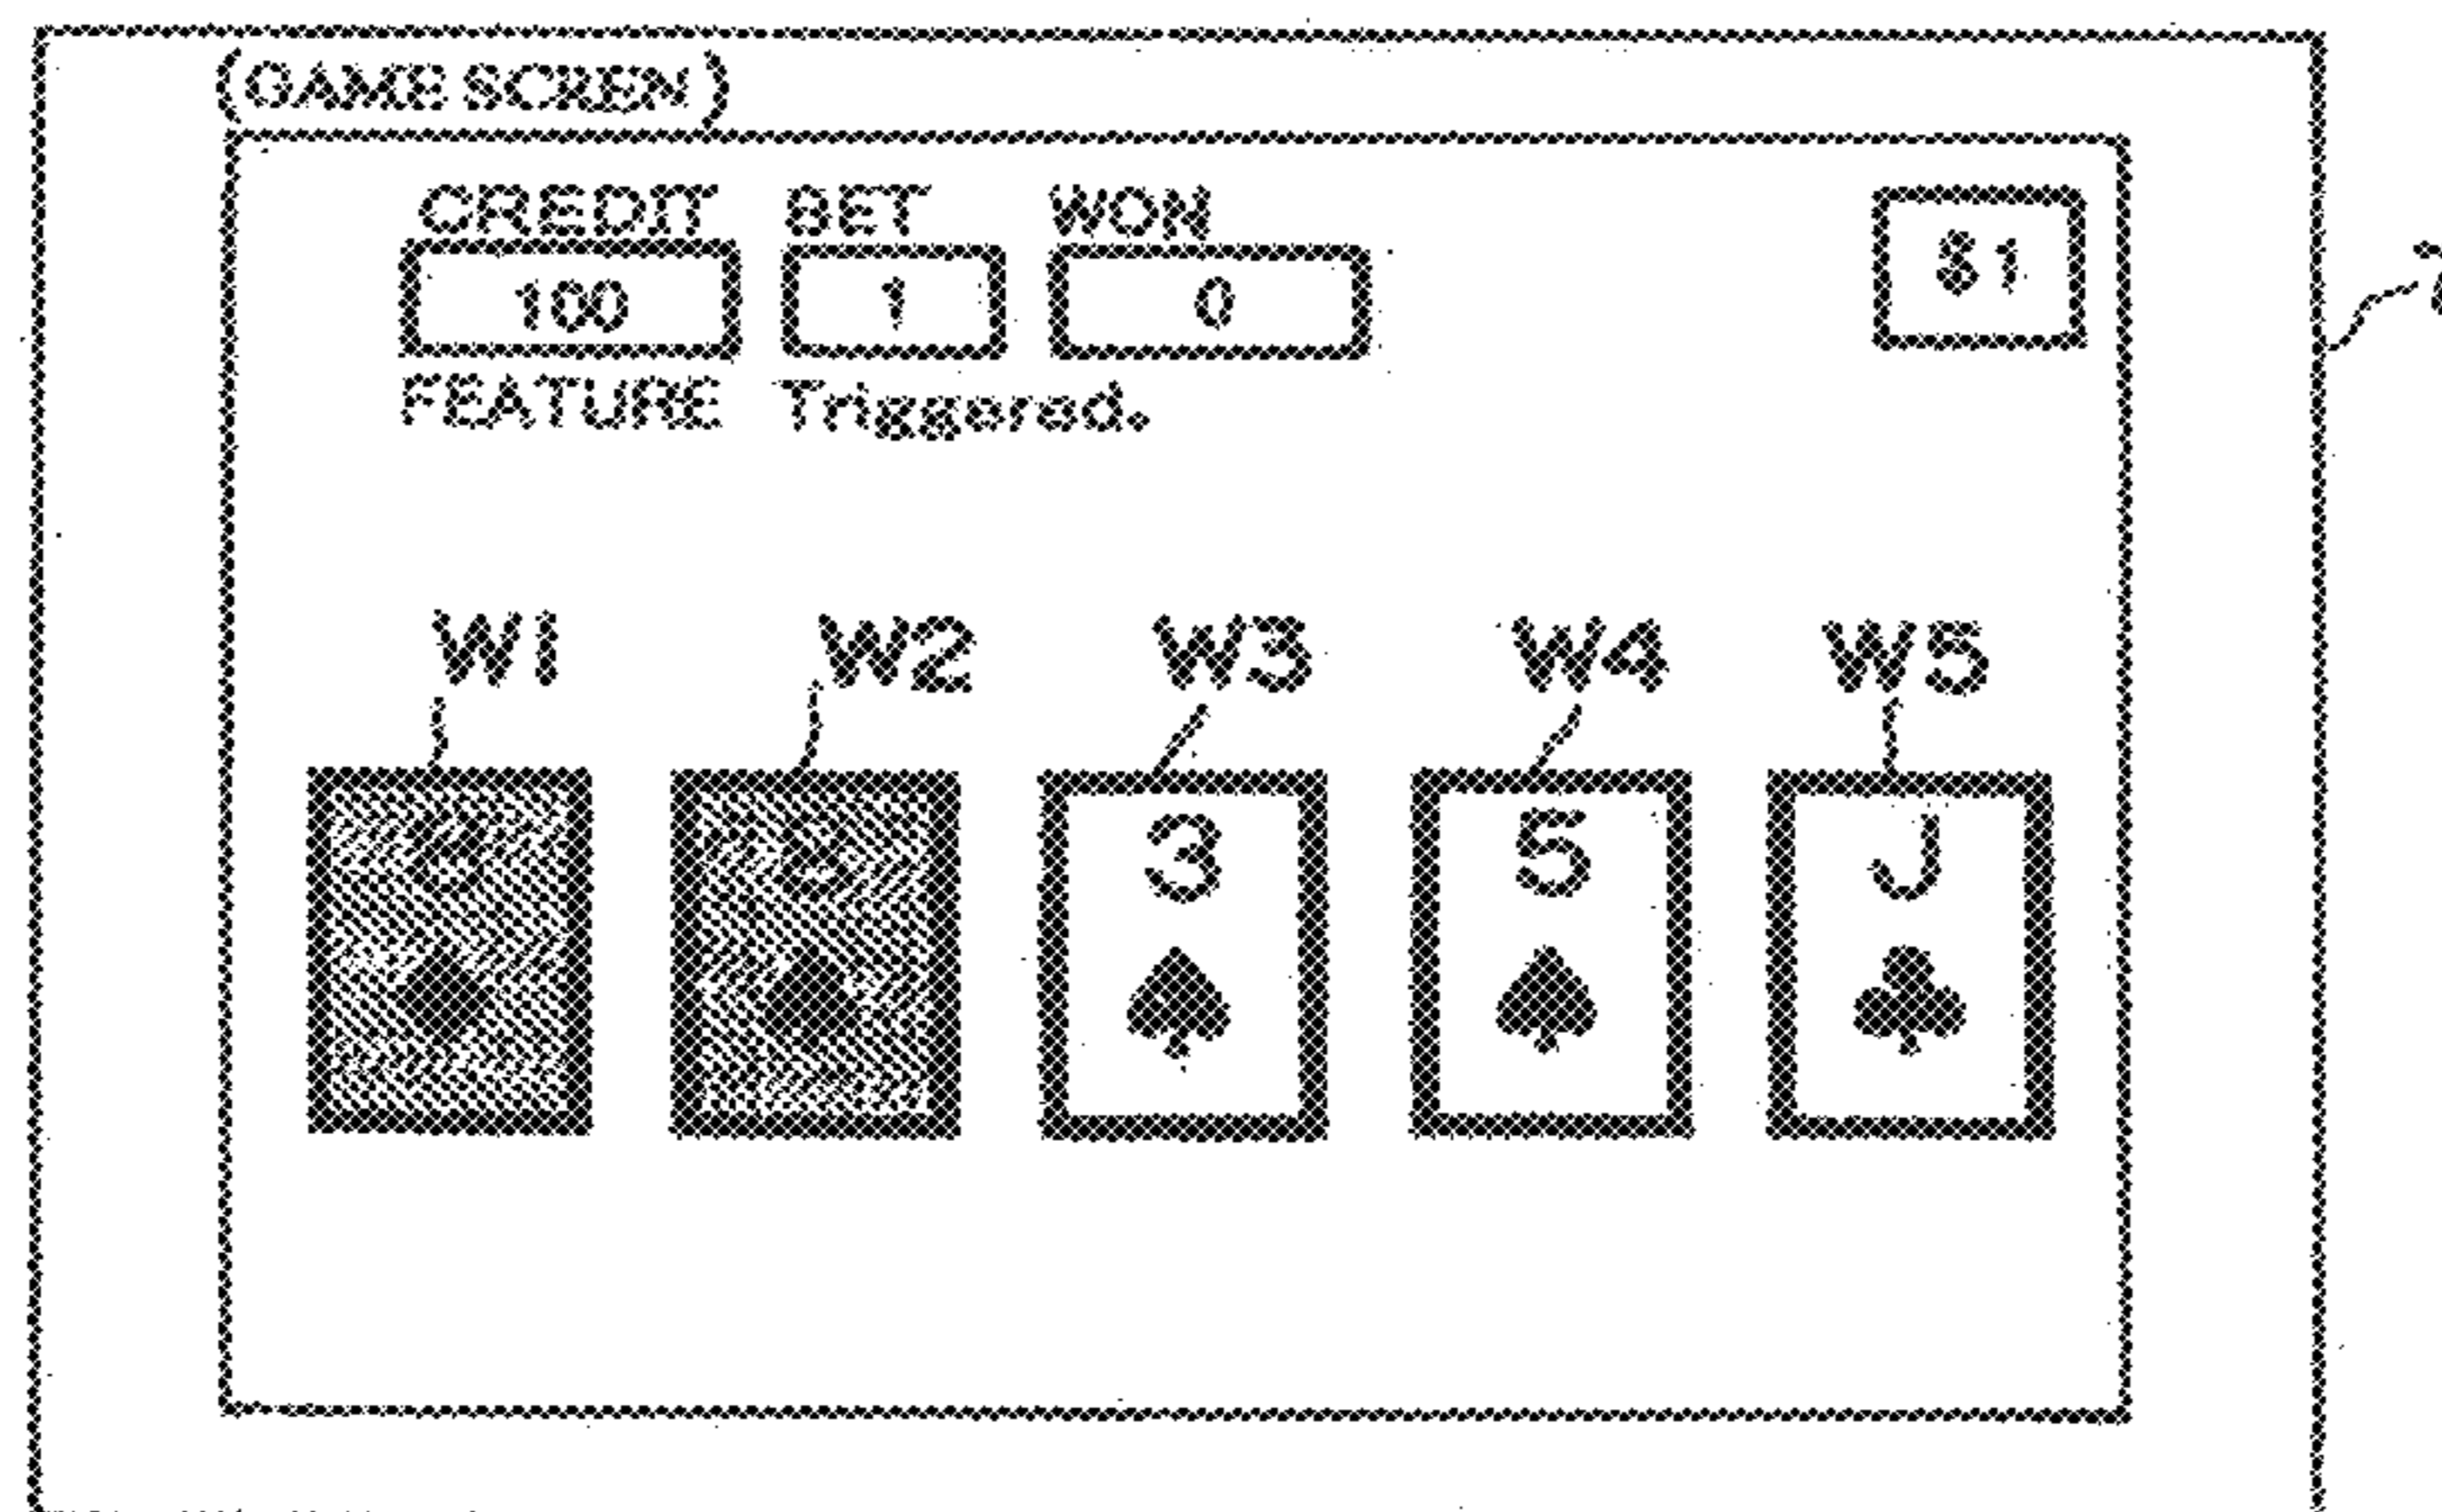 (GAME SCREN)
CREDIT BET WON
100 1 0 $1
FEATURE Triggered.
W1 W2 W3 W4 W5
3 5 J